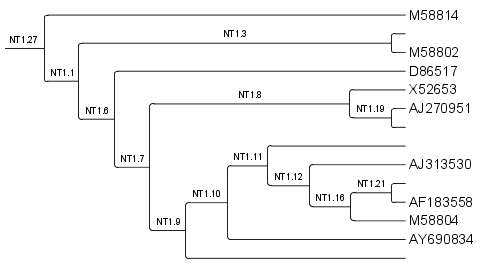 M58814
NT1.27
NT1.3
M58802
NT1.1
D86517
X52653
NT1.8
AJ270951
NT1.19
NT1.6
NT1.7
NT1.11
AJ313530
NT1.12
NT1.21
NT1.10
NT1.16
AF183558
M58804
NT1.9
AY690834